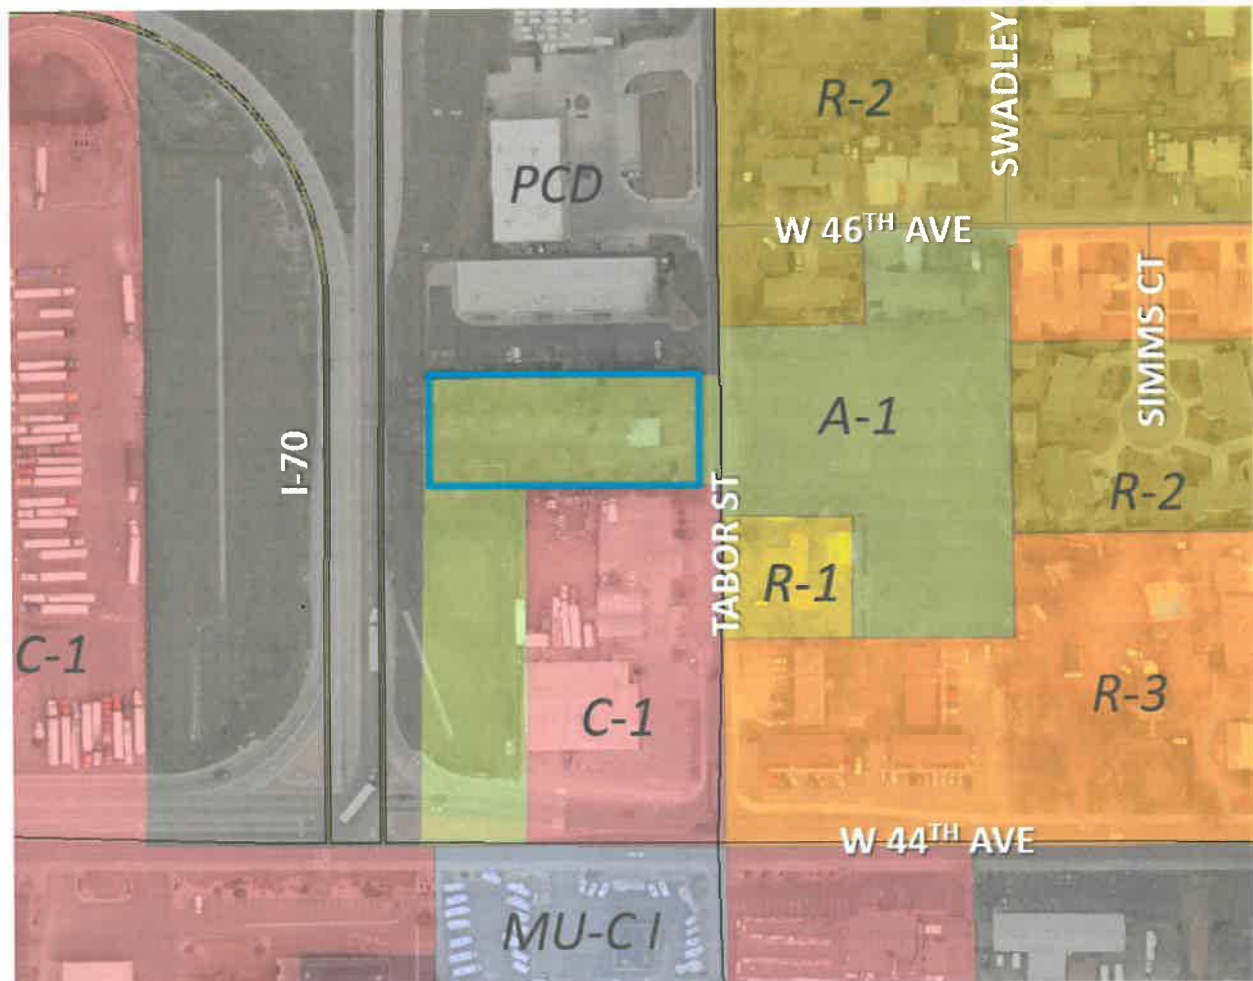 R-2
SWADLEY
PCD
W 46TH AVE
SIMMS CT
A-1
I-70
R-2
TABOR ST
R-1
C-1
C-1
R-3
W 44TH AVE
MU-C I